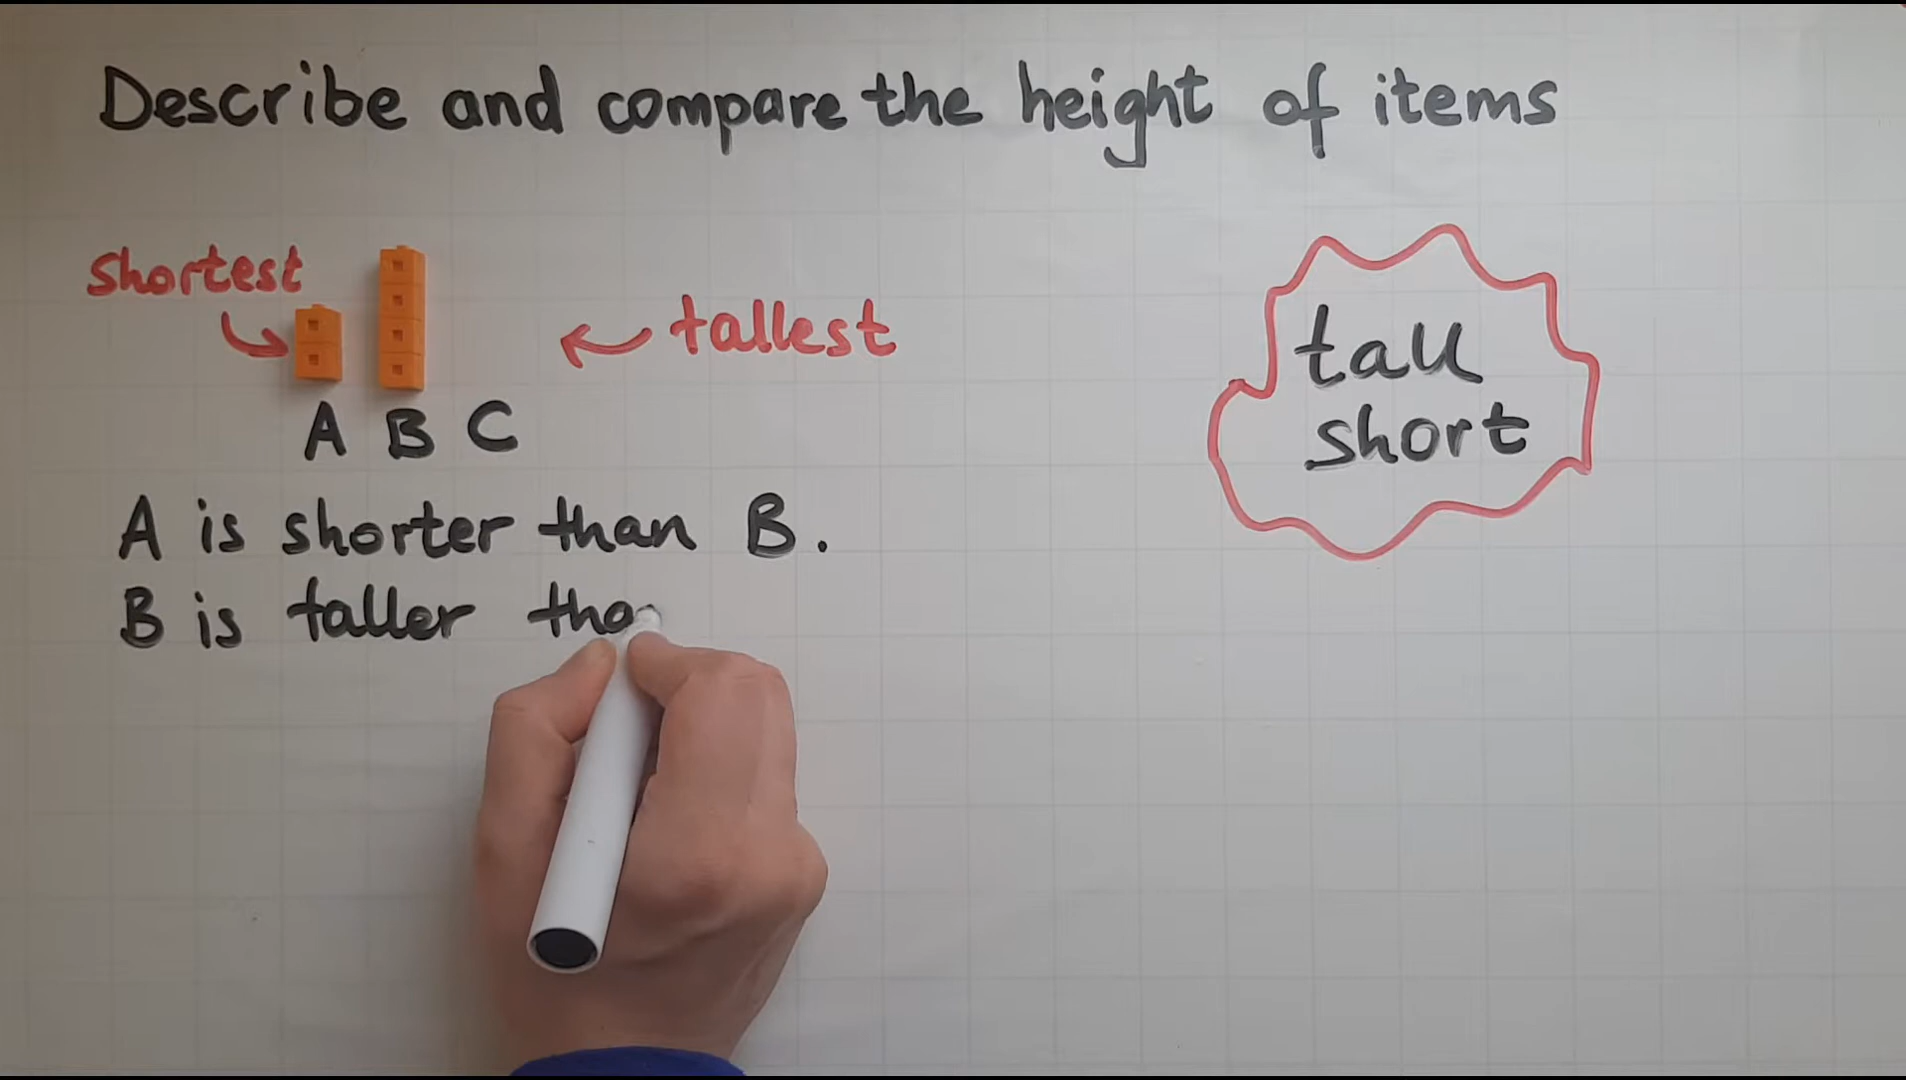 Describe and compare the height of items
shortest
tallest
tall
short
A B C
A is shorter than B.
B is taller